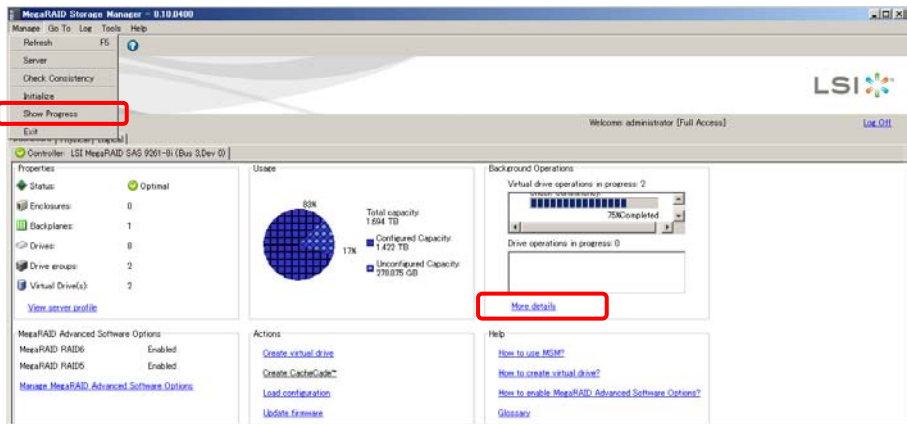 MegaRAID Storage Manager - 8.10.0400
Manage Go To Log Tools Help
Refresh F5
Server
Check Consistency
Initialize
Show Progress
Exit
LSI
Welcome: administrator [Full Access]
Log Off
Physical Logical
Controller: LSI MegaRAID SAS 9261-8i (Bus 3,Dev 0)
Properties
Status: Optimal
Enclosures: 0
Backplanes: 1
Drives: 8
Drive groups: 2
Virtual Drive(s): 2
View server profile
Usage
83%
17%
Total capacity:
1.694 TB
Configured Capacity:
1.422 TB
Unconfigured Capacity:
278.875 GB
Background Operations
Virtual drive operations in progress: 2
Check Consistency
75%Completed
Drive operations in progress: 0
More details
MegaRAID Advanced Software Options
MegaRAID RAID6 Enabled
MegaRAID RAID5 Enabled
Manage MegaRAID Advanced Software Options
Actions
Create virtual drive
Create CacheCade™
Load configuration
Update firmware
Help
How to use MSM?
How to create virtual drive?
How to enable MegaRAID Advanced Software Options?
Glossary